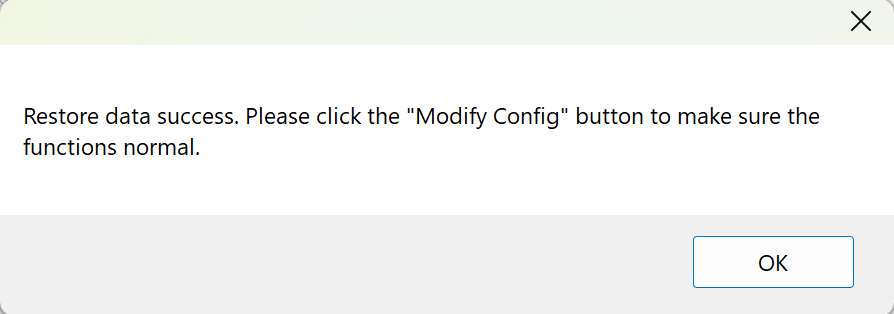 Restore data success. Please click the "Modify Config" button to make sure the
functions normal.
OK